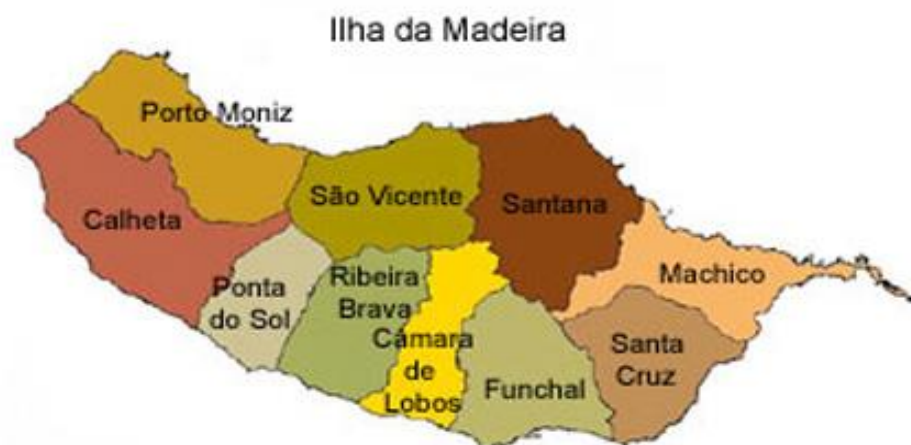 Ilha da Madeira
Porto Moniz
São Vicente
Santana
Calheta
Machico
Ponta
do Sol
Ribeira
Brava
Câmara
de
Lobos
Funchal
Santa
Cruz